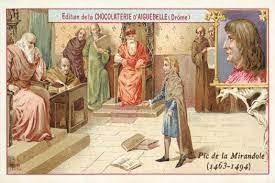 Edition de la CHOCOLATERIE d'AIGUEBELLE (Drôme)
Pic de la Mirandole
(1463-1494)